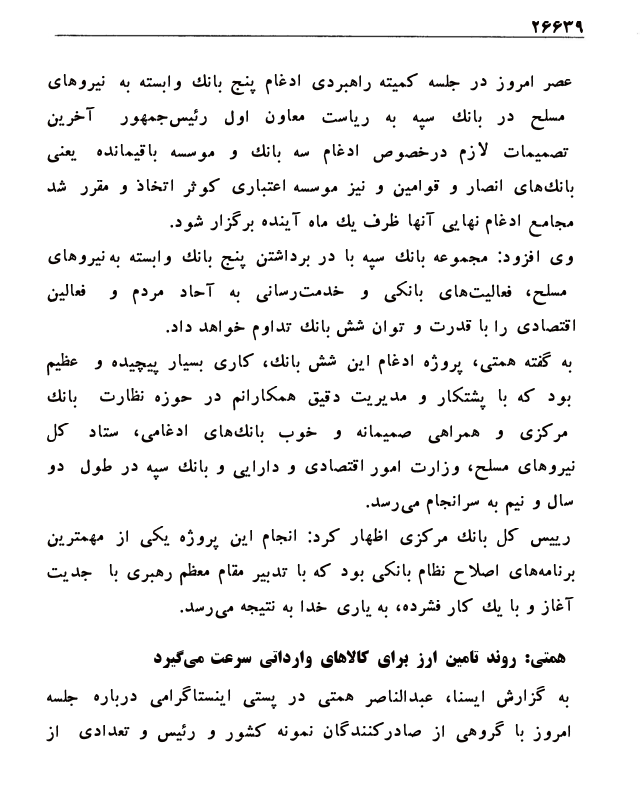 ۲۶۶۳۹
عصر امروز در جلسه کمیته راهبردی ادغام پنج بانک وابسته به نیروهای
مسلح در بانک سپه به ریاست معاون اول رئیس‌جمهور آخرین
تصمیمات لازم درخصوص ادغام سه بانک و موسسه باقیمانده یعنی
بانک‌های انصار و قوامین و نیز موسسه اعتباری کوثر اتخاذ و مقرر شد
مجامع ادغام نهایی آنها ظرف یک ماه آینده برگزار شود.
وی افزود: مجموعه بانک سپه با در برداشتن پنج بانک وابسته به‌نیروهای
مسلح، فعالیت‌های بانکی و خدمت‌رسانی به آحاد مردم و فعالین
اقتصادی را با قدرت و توان شش بانک تداوم خواهد داد.
به گفته همتی، پروژه ادغام این شش بانک، کاری بسیار پیچیده و عظیم
بود که با پشتکار و مدیریت دقیق همکارانم در حوزه نظارت بانک
مرکزی و همراهی صمیمانه و خوب بانک‌های ادغامی، ستاد کل
نیروهای مسلح، وزارت امور اقتصادی و دارایی و بانک سپه در طول دو
سال و نیم به سرانجام می‌رسد.
رییس کل بانک مرکزی اظهار کرد: انجام این پروژه یکی از مهمترین
برنامه‌های اصلاح نظام بانکی بود که با تدبیر مقام معظم رهبری با جدیت
آغاز و با یک کار فشرده، به یاری خدا به نتیجه می‌رسد.
همتی: روند تامین ارز برای کالاهای وارداتی سرعت می‌گیرد
به گزارش ایسنا، عبدالناصر همتی در پستی اینستاگرامی درباره جلسه
امروز با گروهی از صادرکنندگان نمونه کشور و رئیس و تعدادی از